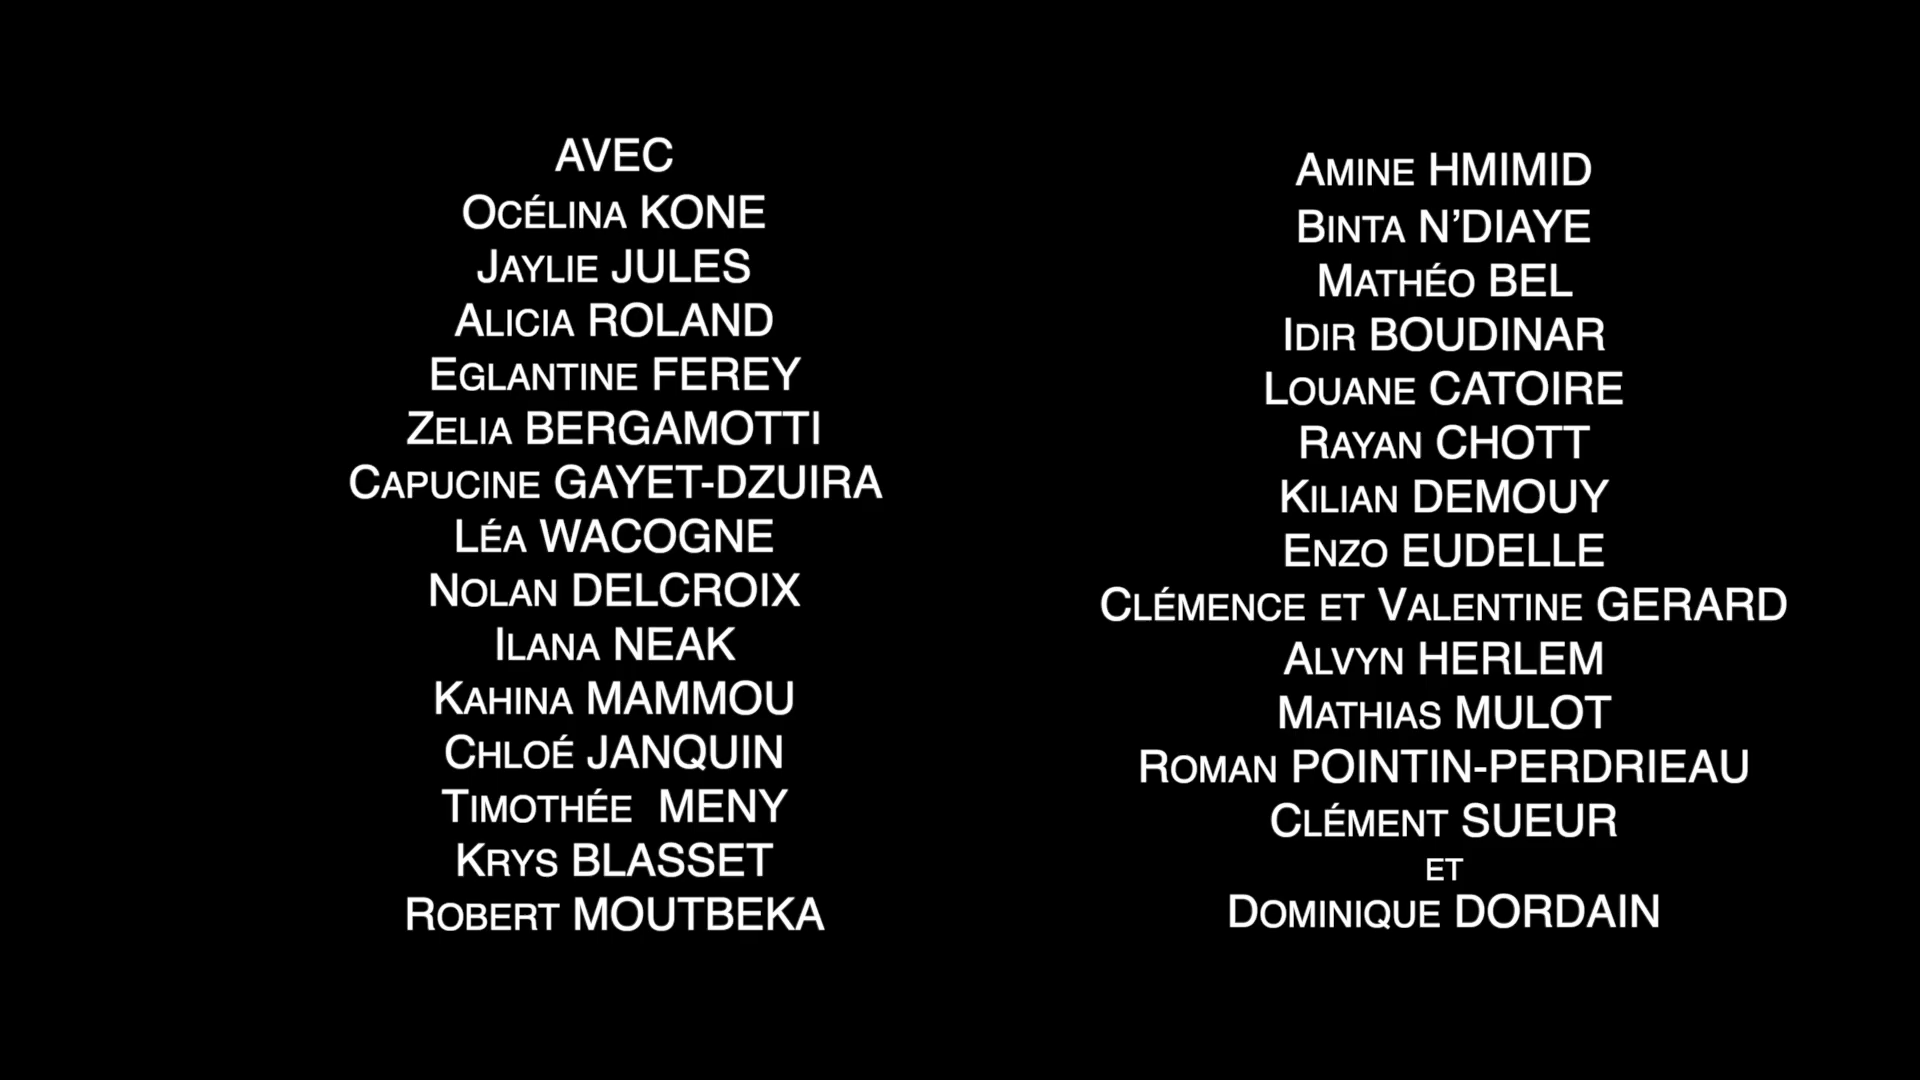 AVEC
Océlina KONE
Jaylie JULES
Alicia ROLAND
Eglantine FEREY
Zelia BERGAMOTTI
Capucine GAYET-DZUIRA
Léa WACOGNE
Nolan DELCROIX
Ilana NEAK
Kahina MAMMOU
Chloé JANQUIN
Timothée  MENY
Krys BLASSET
Robert MOUTBEKA
Amine HMIMID
Binta N’DIAYE
Mathéo BEL
Idir BOUDINAR
Louane CATOIRE
Rayan CHOTT
Kilian DEMOUY
Enzo EUDELLE
Clémence et Valentine GERARD
Alvyn HERLEM
Mathias MULOT
Roman POINTIN-PERDRIEAU
Clément SUEUR
et
Dominique DORDAIN